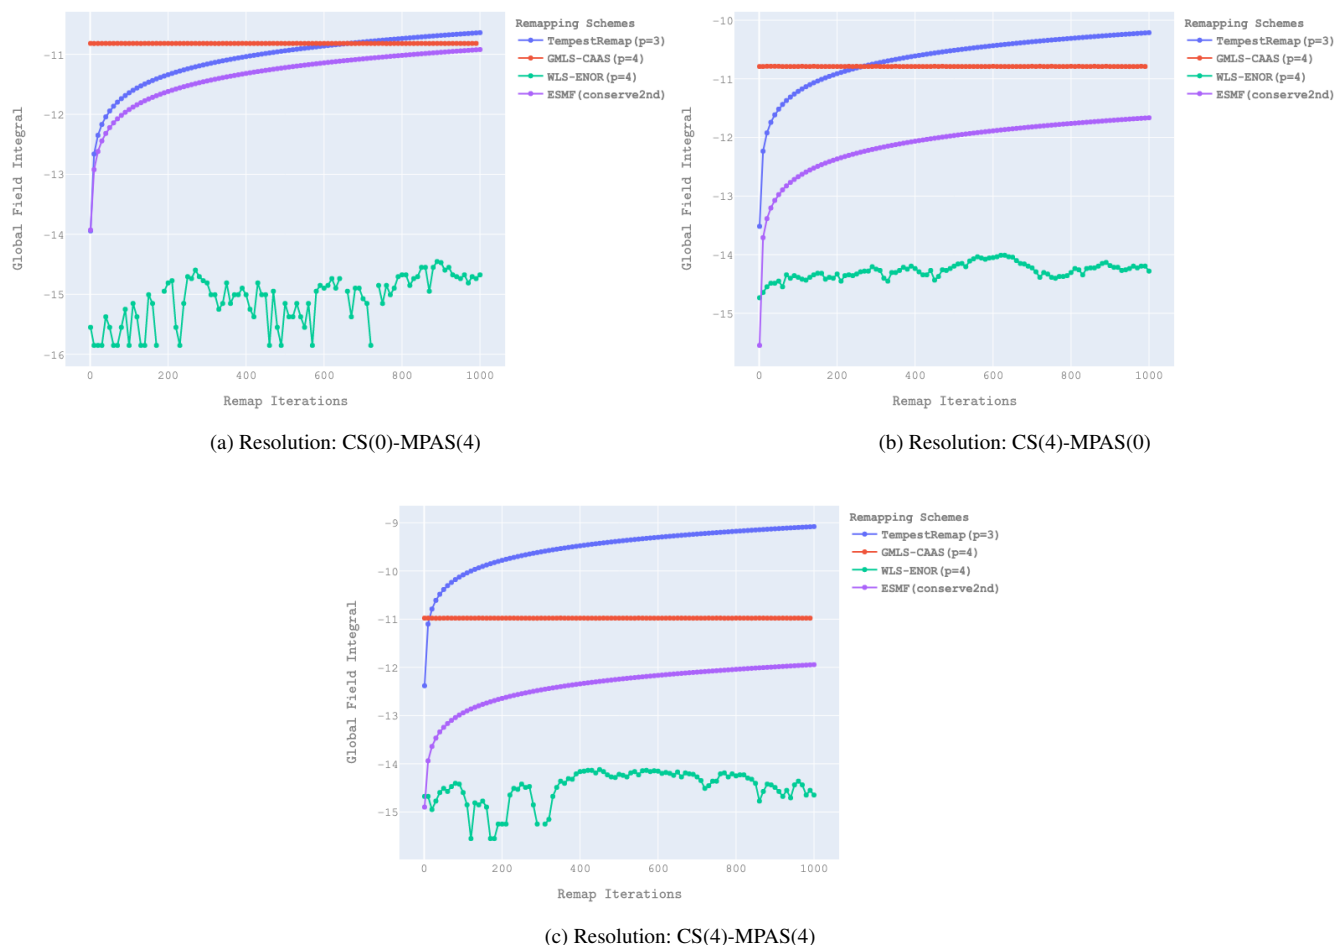 Remapping Schemes
TempestRemap(p=3)
GMLS-CAAS(p=4)
WLS-ENOR(p=4)
ESMF(conserve2nd)
Global Field Integral
-11
-12
-13
-14
-15
-16
0 200 400 600 800 1000
Remap Iterations
(a) Resolution: CS(0)-MPAS(4)
Remapping Schemes
TempestRemap(p=3)
GMLS-CAAS(p=4)
WLS-ENOR(p=4)
ESMF(conserve2nd)
Global Field Integral
-10
-11
-12
-13
-14
-15
0 200 400 600 800 1000
Remap Iterations
(b) Resolution: CS(4)-MPAS(0)
Remapping Schemes
TempestRemap(p=3)
GMLS-CAAS(p=4)
WLS-ENOR(p=4)
ESMF(conserve2nd)
Global Field Integral
-9
-10
-11
-12
-13
-14
-15
0 200 400 600 800 1000
Remap Iterations
(c) Resolution: CS(4)-MPAS(4)